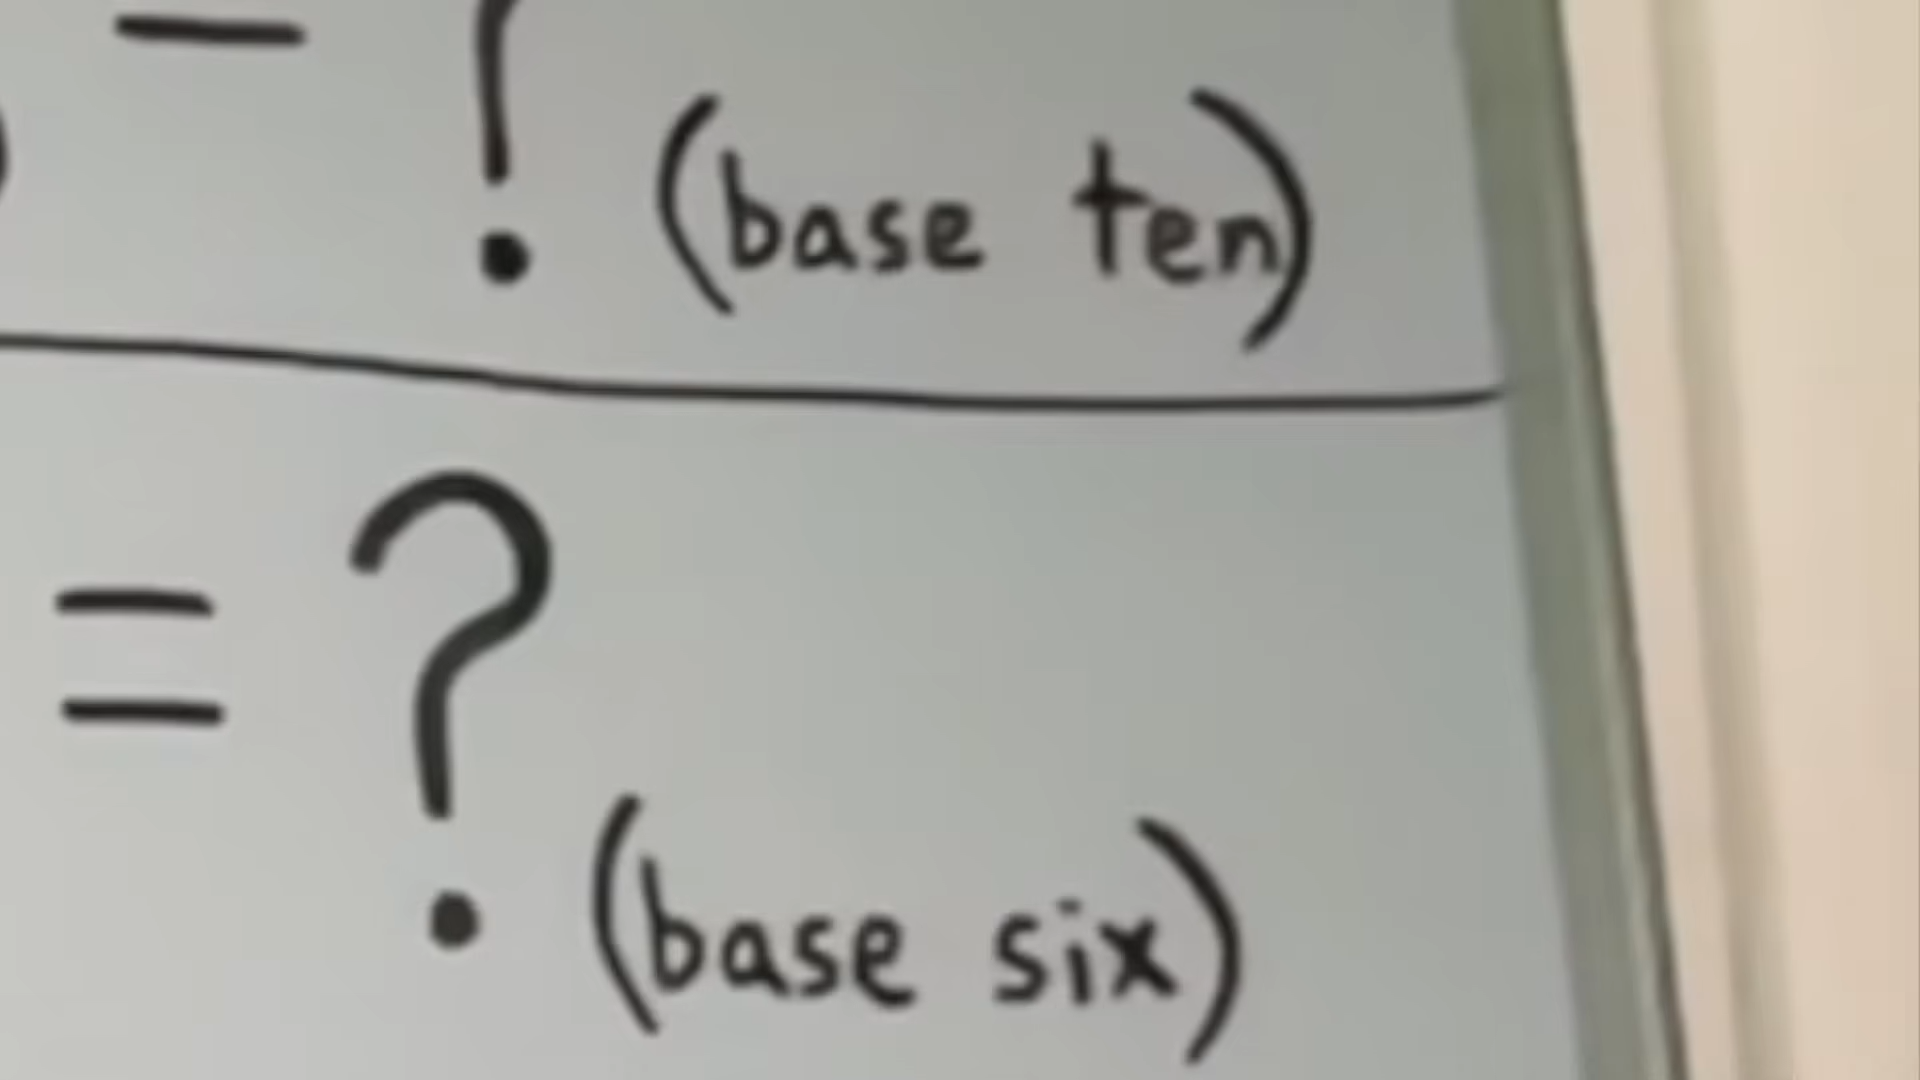 - ? (base ten)
= ? (base six)